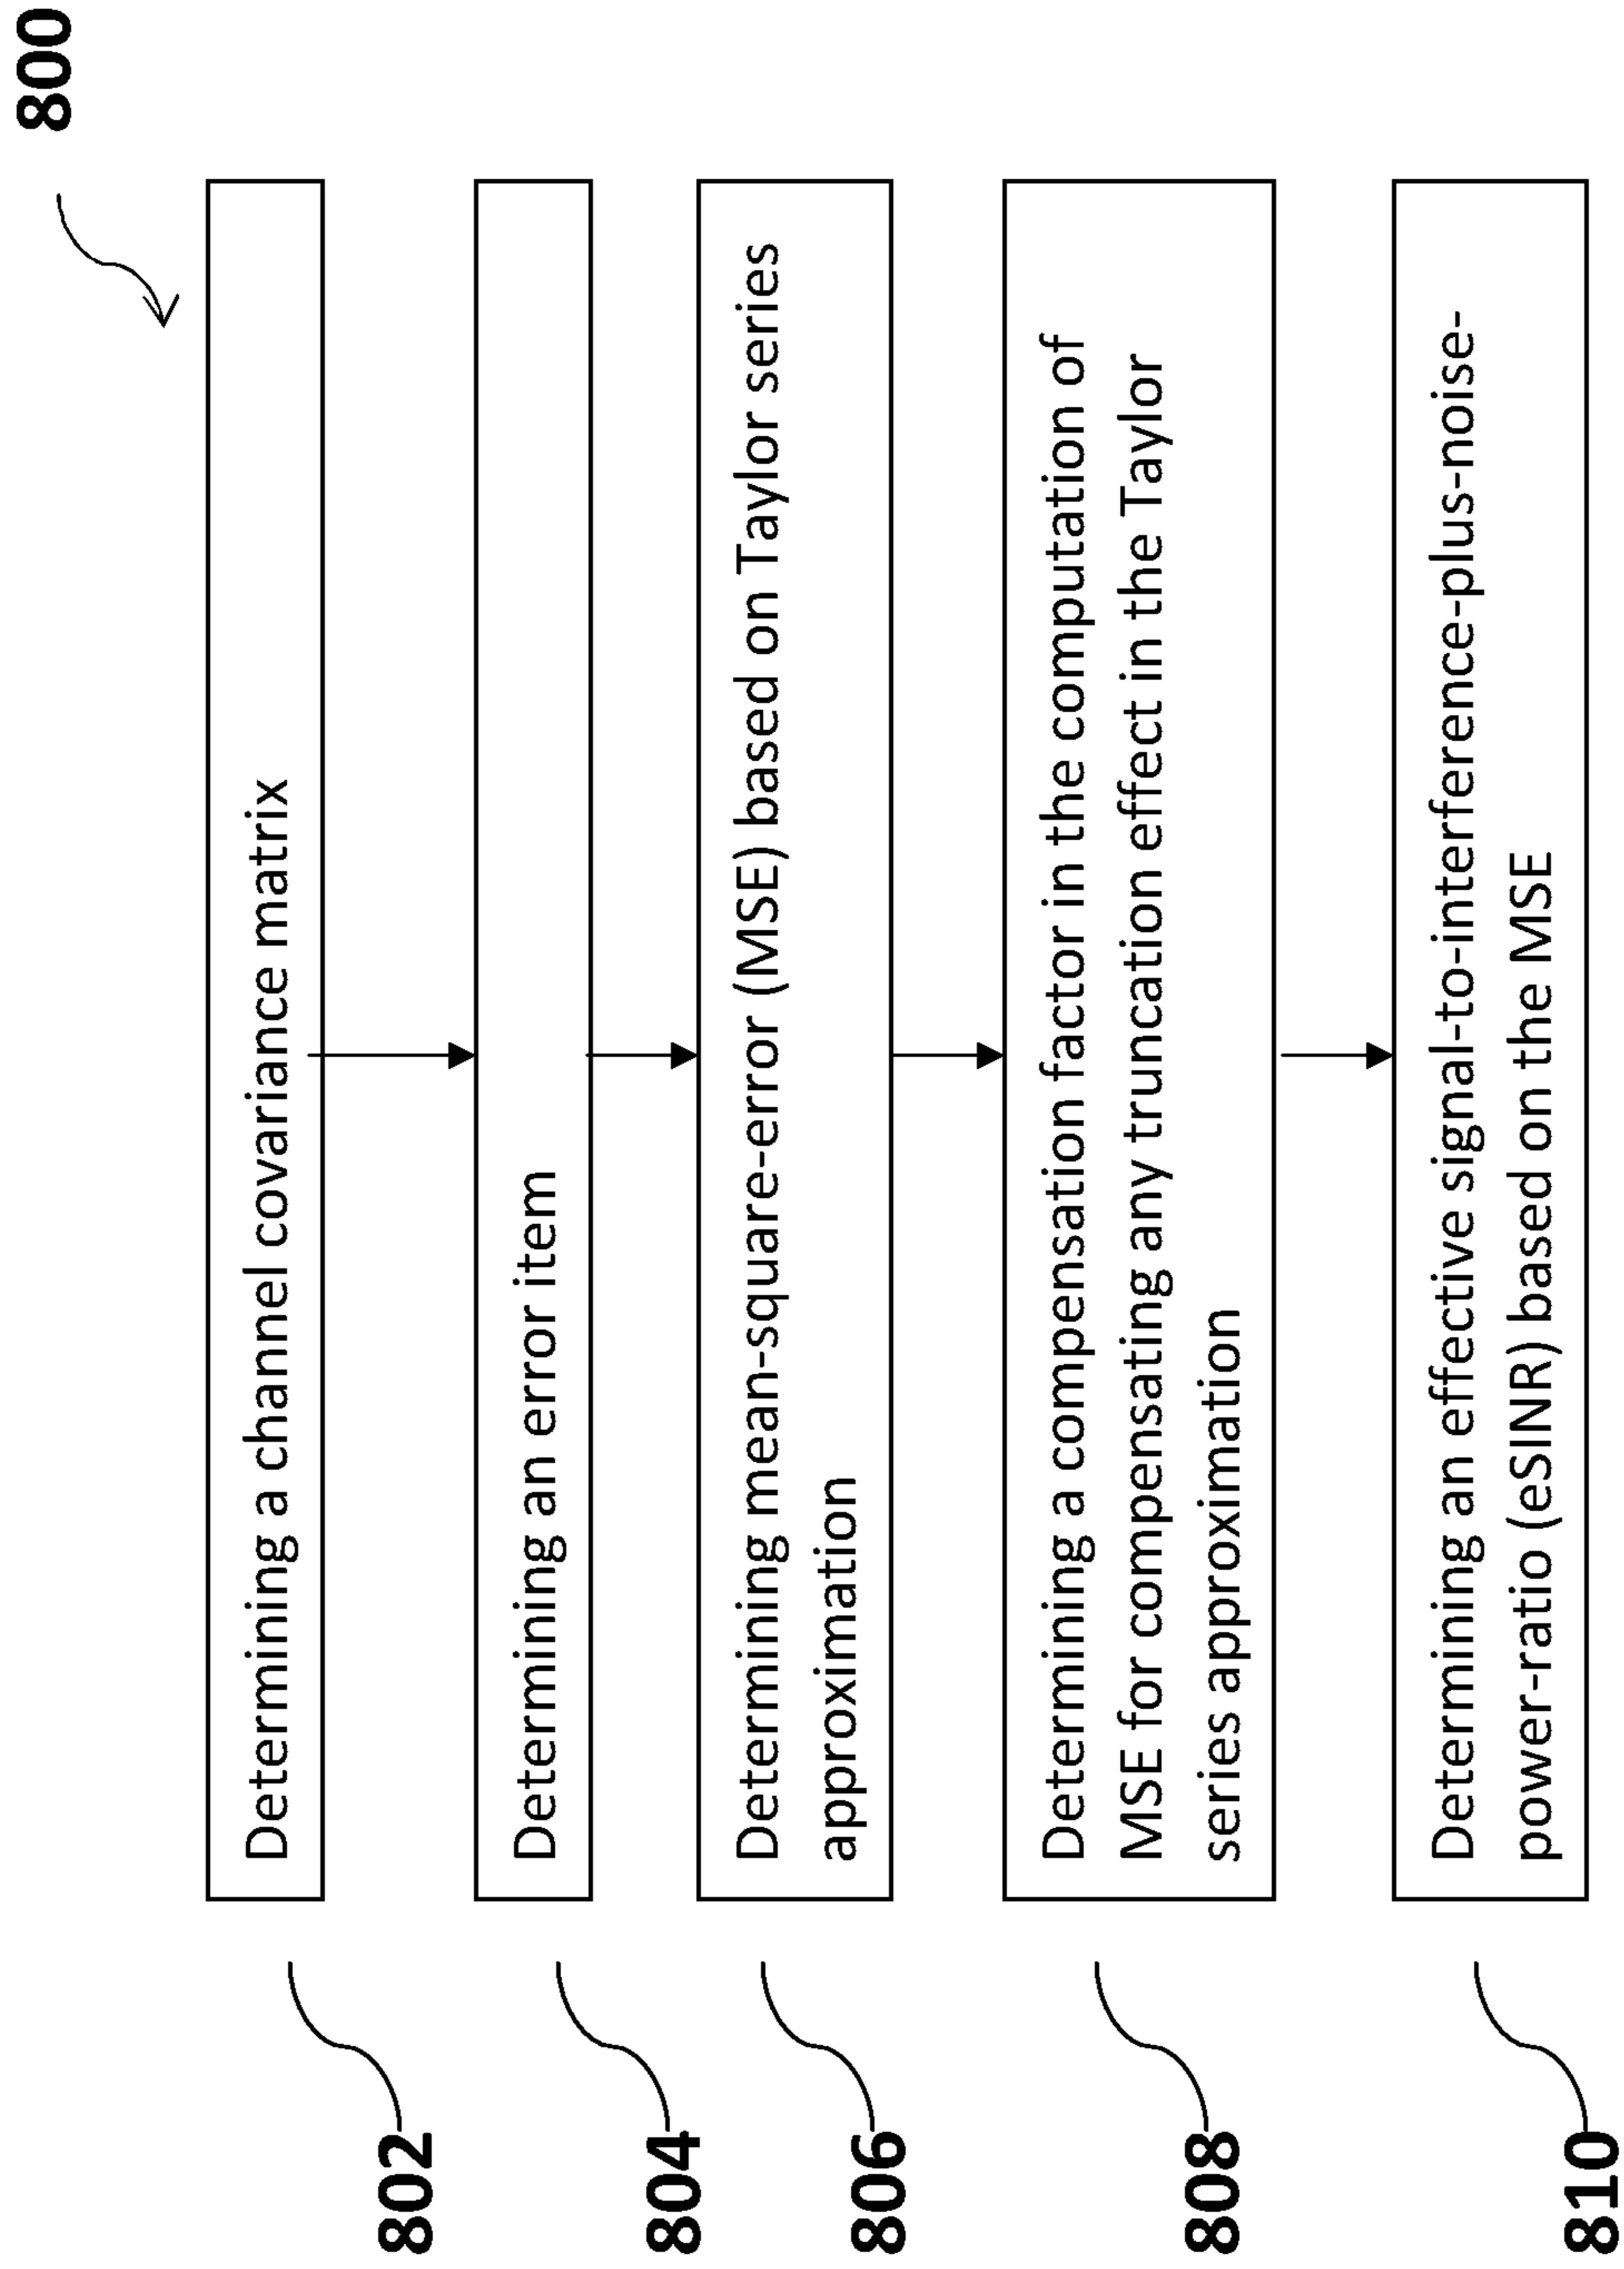 800
802
Determining a channel covariance matrix
804
Determining an error item
806
Determining mean-square-error (MSE) based on Taylor series
approximation
808
Determining a compensation factor in the computation of
MSE for compensating any truncation effect in the Taylor
series approximation
810
Determining an effective signal-to-interference-plus-noise-
power-ratio (eSINR) based on the MSE